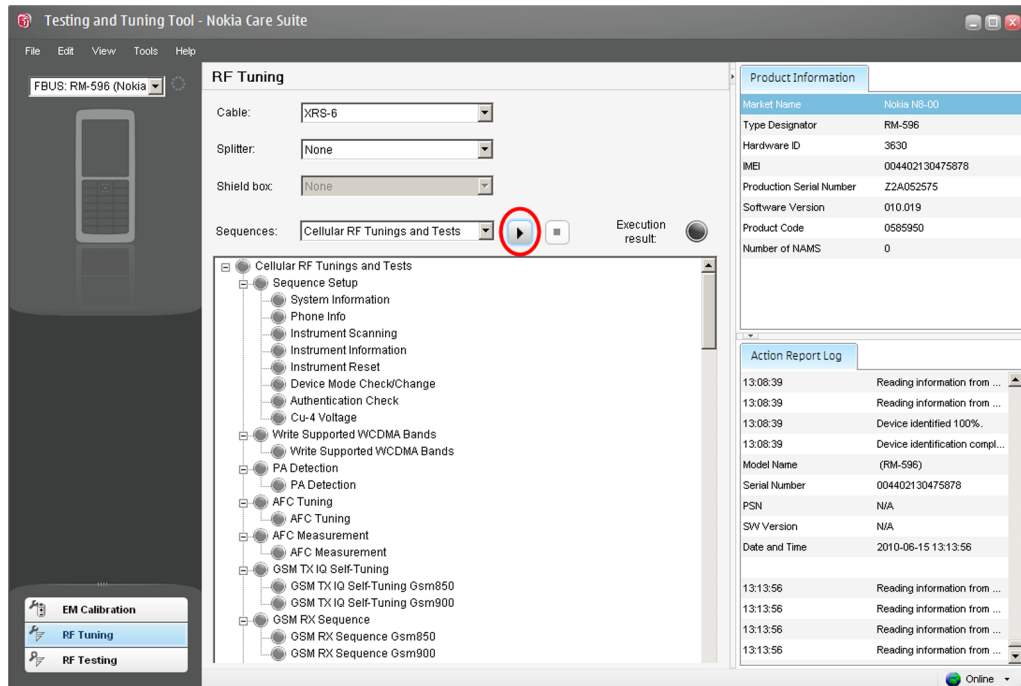 Testing and Tuning Tool - Nokia Care Suite
File Edit View Tools Help
FBUS: RM-596 (Nokia
RF Tuning
Cable: XRS-6
Splitter: None
Shield box: None
Sequences: Cellular RF Tunings and Tests
Execution
result:
Cellular RF Tunings and Tests
Sequence Setup
System Information
Phone Info
Instrument Scanning
Instrument Information
Instrument Reset
Device Mode Check/Change
Authentication Check
Cu-4 Voltage
Write Supported WCDMA Bands
Write Supported WCDMA Bands
PA Detection
PA Detection
AFC Tuning
AFC Tuning
AFC Measurement
AFC Measurement
GSM TX IQ Self-Tuning
GSM TX IQ Self-Tuning Gsm850
GSM TX IQ Self-Tuning Gsm900
GSM RX Sequence
GSM RX Sequence Gsm850
GSM RX Sequence Gsm900
EM Calibration
RF Tuning
RF Testing
Product Information
Market Name Nokia N8-00
Type Designator RM-596
Hardware ID 3630
IMEI 004402130475878
Production Serial Number Z2A052575
Software Version 010.019
Product Code 0585950
Number of NAMS 0
Action Report Log
13:08:39 Reading information from ...
13:08:39 Reading information from ...
13:08:39 Device identified 100%.
13:08:39 Device identification compl...
Model Name (RM-596)
Serial Number 004402130475878
PSN N/A
SW Version N/A
Date and Time 2010-06-15 13:13:56
13:13:56 Reading information from ...
13:13:56 Reading information from ...
13:13:56 Reading information from ...
13:13:56 Reading information from ...
Online